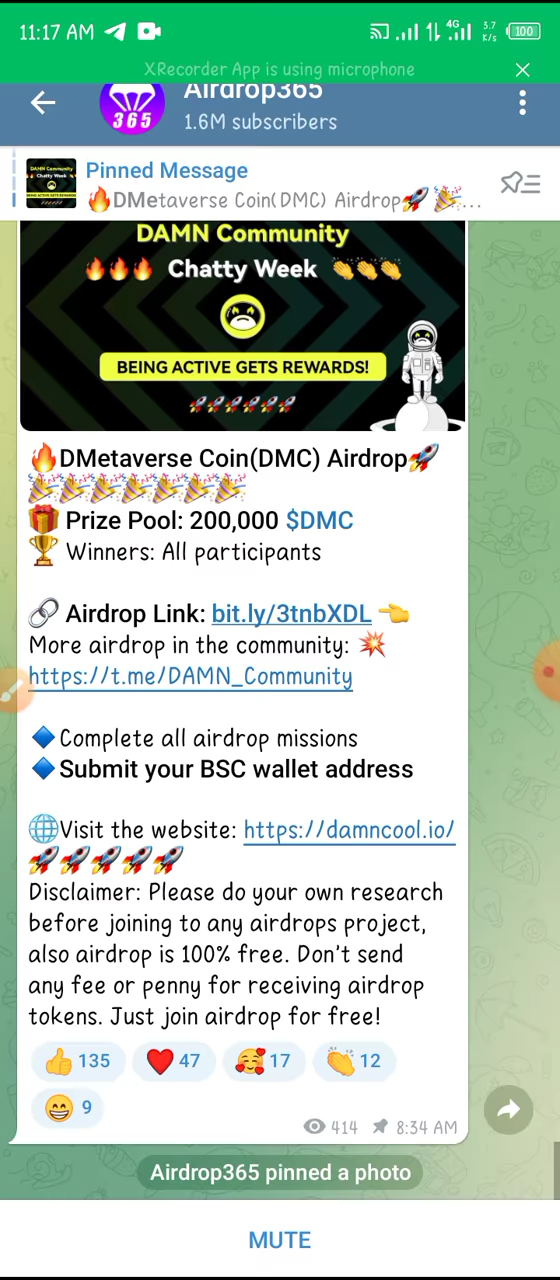 11:17 AM 4G 3.7 K/s 100
XRecorder App is using microphone
Airdrop365
365
1.6M subscribers
Pinned Message
🔥DMetaverse Coin(DMC) Airdrop🚀 🎉...
DAMN Community
🔥🔥🔥 Chatty Week 👏👏👏
BEING ACTIVE GETS REWARDS!
🚀🚀🚀🚀🚀🚀
🔥DMetaverse Coin(DMC) Airdrop🚀
🎉🎉🎉🎉🎉🎉🎉
🎁 Prize Pool: 200,000 $DMC
🏆 Winners: All participants
🔗 Airdrop Link: bit.ly/3tnbXDL 👈
More airdrop in the community: 💥
https://t.me/DAMN_Community
🔷Complete all airdrop missions
🔷Submit your BSC wallet address
🌐Visit the website: https://damncool.io/
🚀🚀🚀🚀🚀
Disclaimer: Please do your own research
before joining to any airdrops project,
also airdrop is 100% free. Don't send
any fee or penny for receiving airdrop
tokens. Just join airdrop for free!
👍 135 ❤️ 47 🥰 17 👏 12
😁 9
414 8:34 AM
Airdrop365 pinned a photo
MUTE